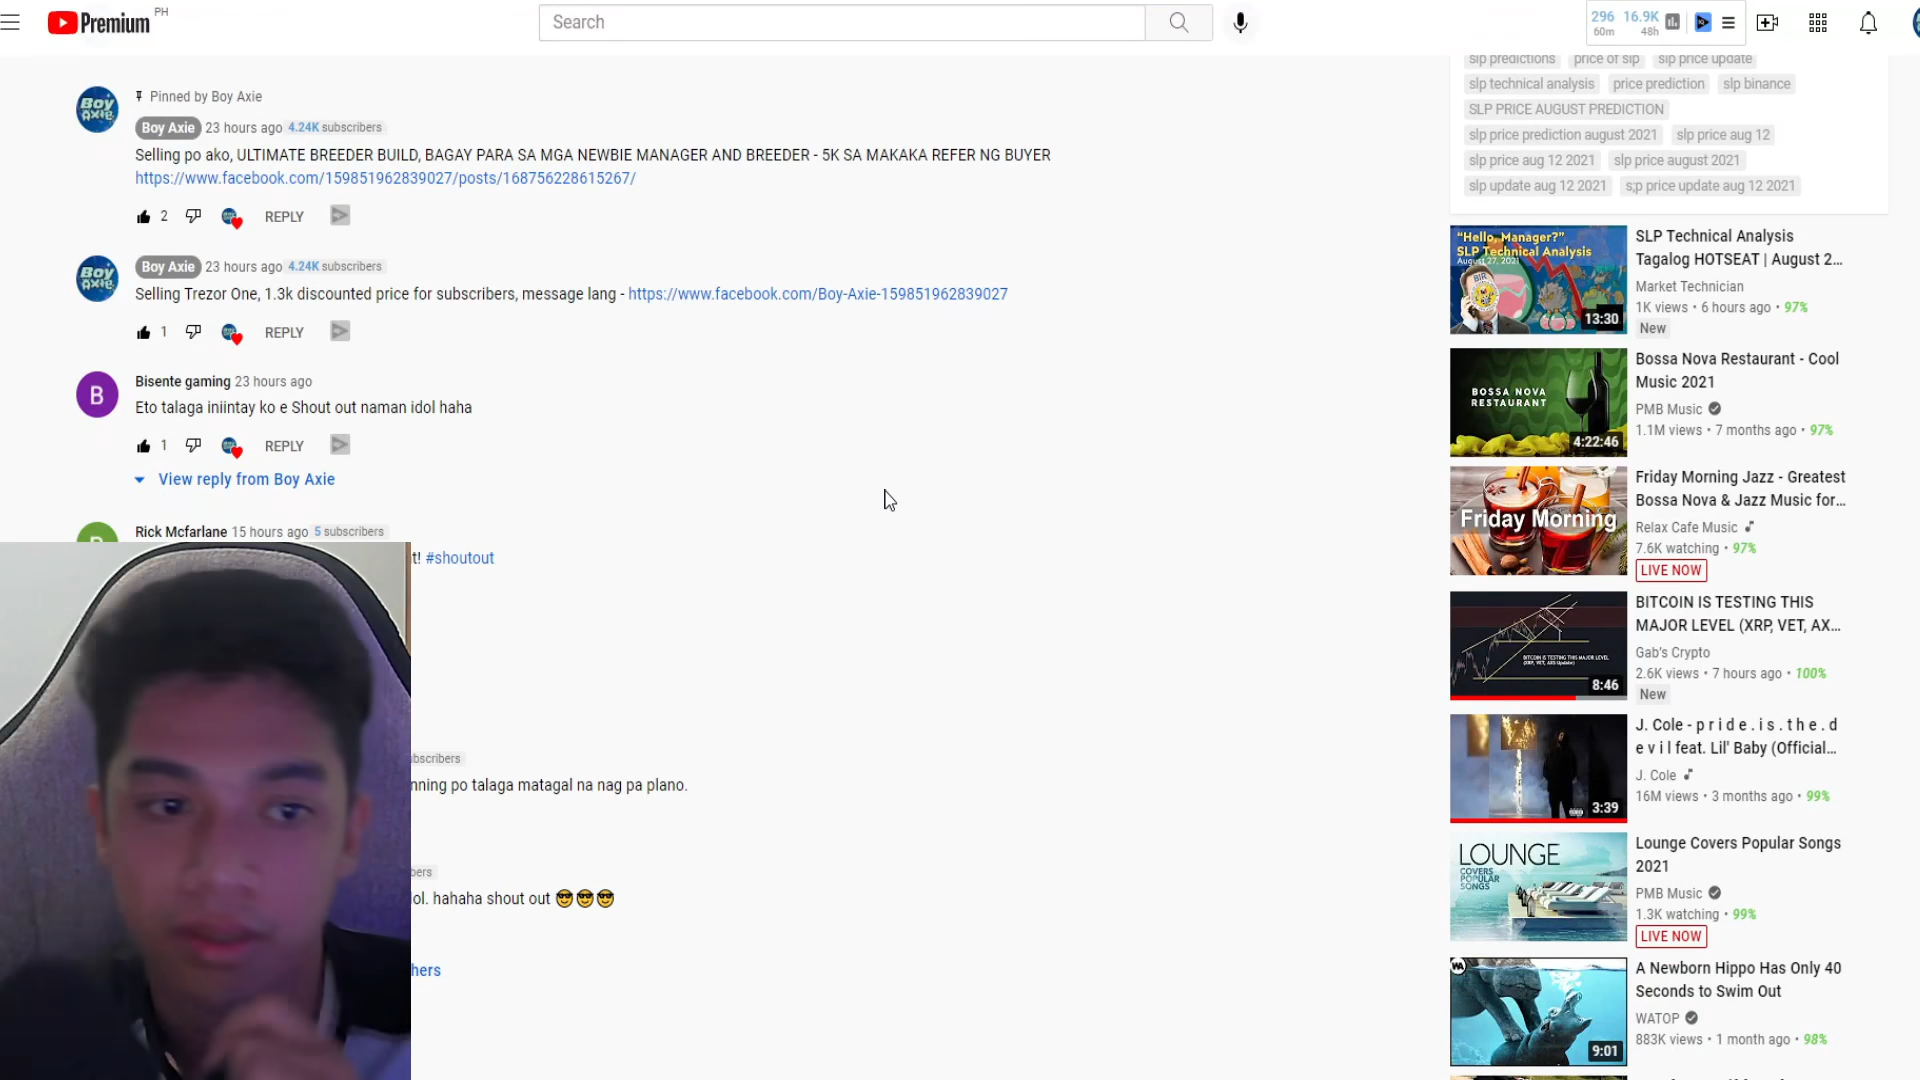 Premium PH
Search
296 16.9K
60m 48h
Pinned by Boy Axie
Boy Axie 23 hours ago 4.24K subscribers
Selling po ako, ULTIMATE BREEDER BUILD, BAGAY PARA SA MGA NEWBIE MANAGER AND BREEDER - 5K SA MAKAKA REFER NG BUYER
https://www.facebook.com/159851962839027/posts/168756228615267/
2 REPLY
Boy Axie 23 hours ago 4.24K subscribers
Selling Trezor One, 1.3k discounted price for subscribers, message lang - https://www.facebook.com/Boy-Axie-159851962839027
1 REPLY
B
Bisente gaming 23 hours ago
Eto talaga iniintay ko e Shout out naman idol haha
1 REPLY
View reply from Boy Axie
Rick Mcfarlane 15 hours ago 5 subscribers
t! #shoutout
nning po talaga matagal na nag pa plano.
ol. hahaha shout out 😎😎😎
slp predictions price of slp slp price update
slp technical analysis price prediction slp binance
SLP PRICE AUGUST PREDICTION
slp price prediction august 2021 slp price aug 12
slp price aug 12 2021 slp price august 2021
slp update aug 12 2021 s;p price update aug 12 2021
"Hello, Manager?"
SLP Technical Analysis
August 27, 2021
13:30
SLP Technical Analysis
Tagalog HOTSEAT | August 2...
Market Technician
1K views • 6 hours ago • 97%
New
BOSSA NOVA
RESTAURANT
4:22:46
Bossa Nova Restaurant - Cool
Music 2021
PMB Music
1.1M views • 7 months ago • 97%
Friday Morning
Friday Morning Jazz - Greatest
Bossa Nova & Jazz Music for...
Relax Cafe Music
7.6K watching • 97%
LIVE NOW
BITCOIN IS TESTING THIS MAJOR LEVEL
(XRP, VET, AXS Update)
8:46
BITCOIN IS TESTING THIS
MAJOR LEVEL (XRP, VET, AX...
Gab's Crypto
2.6K views • 7 hours ago • 100%
New
3:39
J. Cole - p r i d e . i s . t h e . d
e v i l feat. Lil' Baby (Official...
J. Cole
16M views • 3 months ago • 99%
LOUNGE
COVERS
POPULAR
SONGS
Lounge Covers Popular Songs
2021
PMB Music
1.3K watching • 99%
LIVE NOW
9:01
A Newborn Hippo Has Only 40
Seconds to Swim Out
WATOP
883K views • 1 month ago • 98%